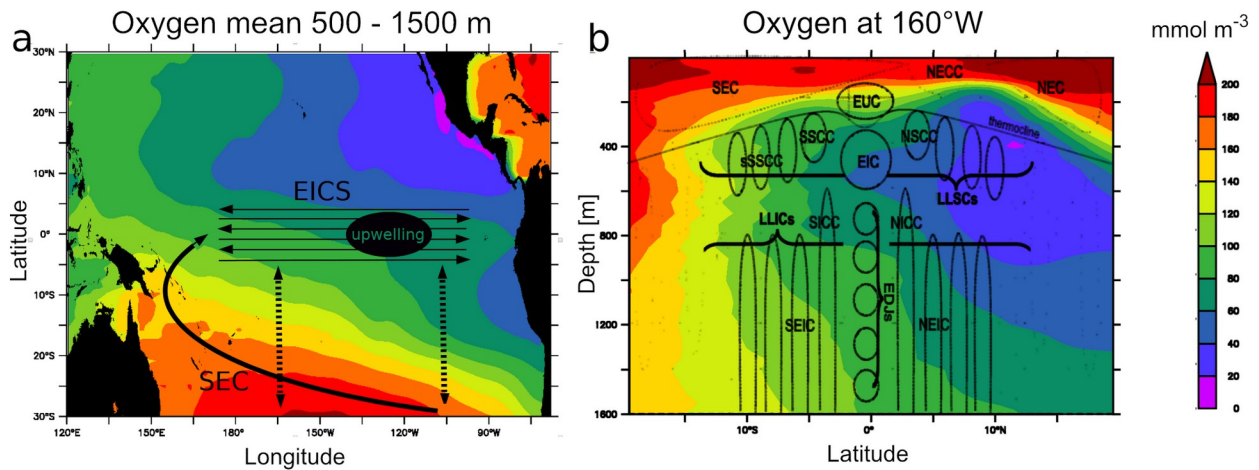 a
Oxygen mean 500 - 1500 m
30°N
20°N
10°N
0°
10°S
20°S
30°S
Latitude
EICS
upwelling
SEC
120°E
150°E
180°W
150°W
120°W
90°W
Longitude
b
Oxygen at 160°W
SEC
NECC
NEC
EUC
thermocline
SSCC
NSCC
sSSCC
EIC
LLSCs
LLICs
SICC
NICC
EDJs
SEIC
NEIC
400
800
1200
1600
Depth [m]
10°S
0°
10°N
Latitude
mmol m-3
200
180
160
140
120
100
80
60
40
20
0